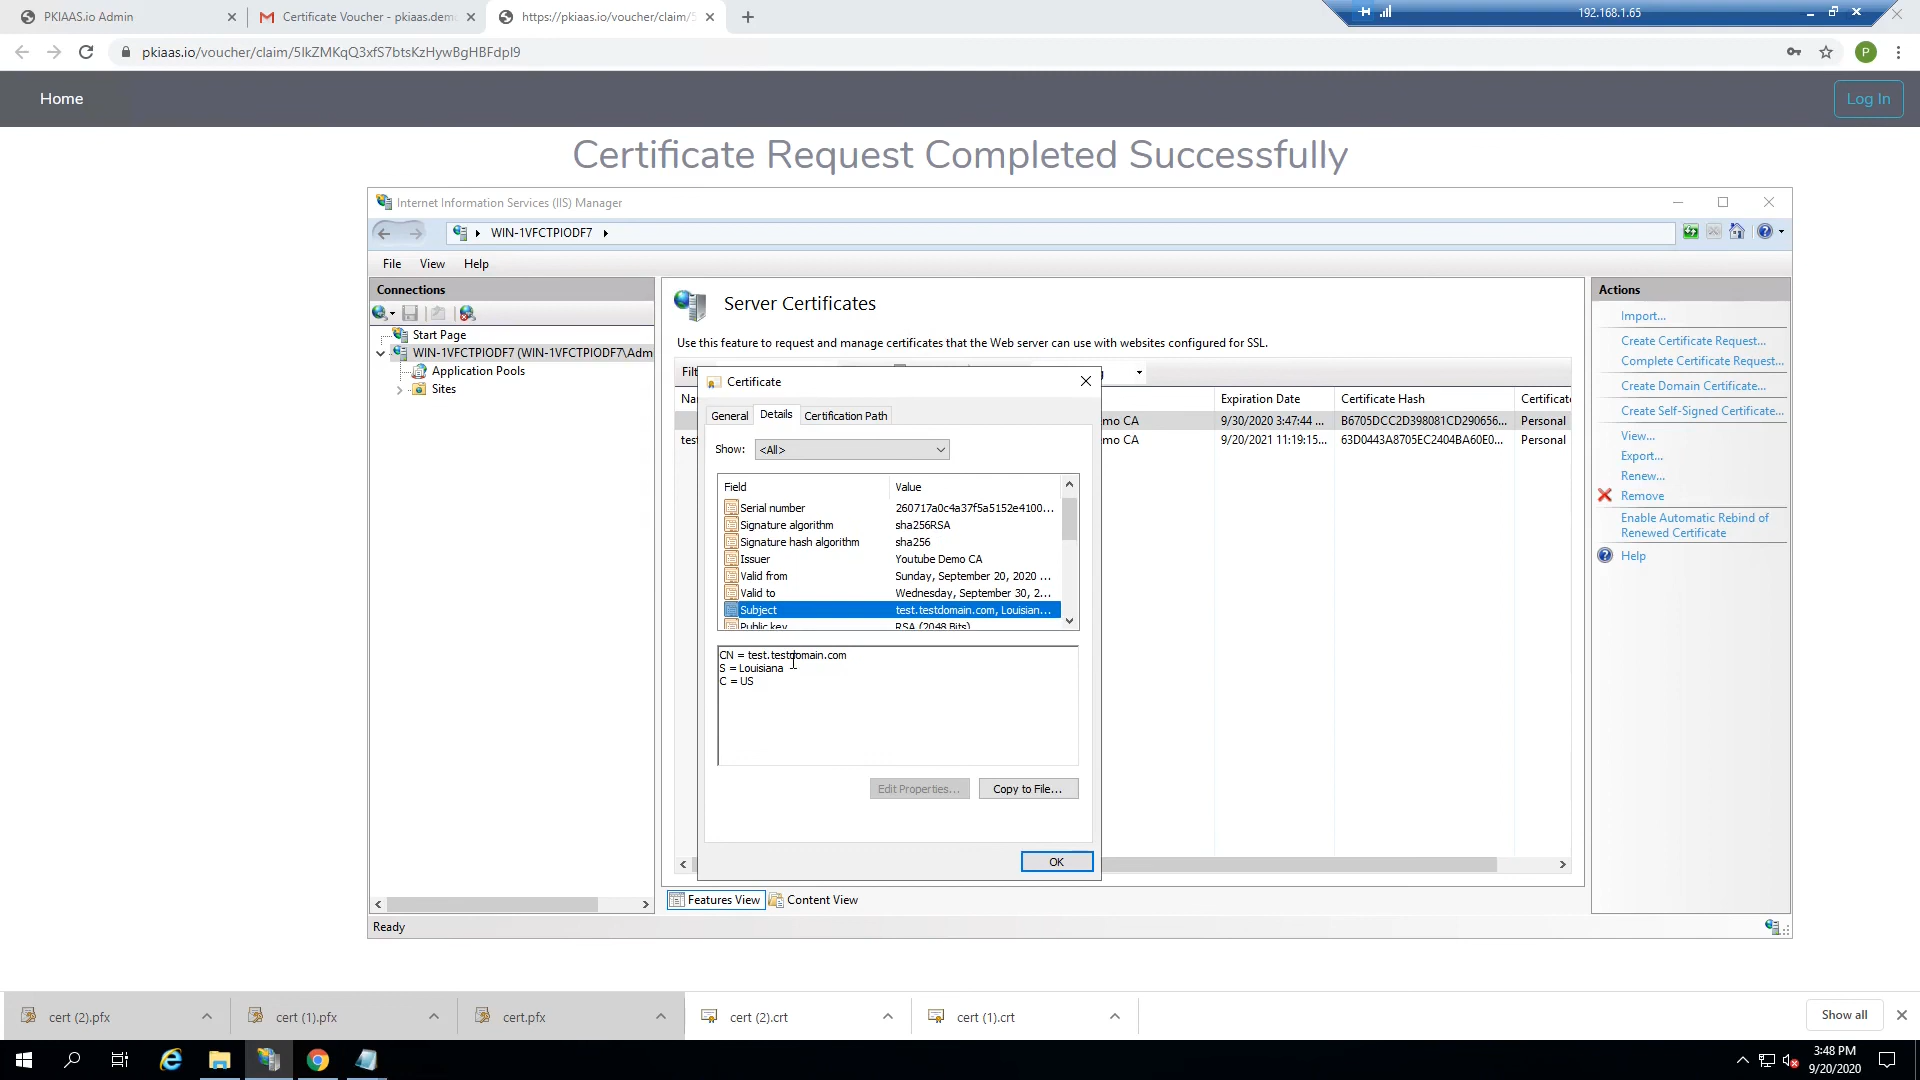 PKIAAS.io Admin
Certificate Voucher - pkiaas.dem
https://pkiaas.io/voucher/claim/5
192.168.1.65
pkiaas.io/voucher/claim/5lkZMKqQ3xfS7btsKzHywBgHBFdpl9
P
Home
Log In
Certificate Request Completed Successfully
Internet Information Services (IIS) Manager
WIN-1VFCTPIODF7
File View Help
Connections
Start Page
WIN-1VFCTPIODF7 (WIN-1VFCTPIODF7\Adm
Application Pools
Sites
Server Certificates
Use this feature to request and manage certificates that the Web server can use with websites configured for SSL.
Expiration Date Certificate Hash
mo CA 9/30/2020 3:47:44 ... B6705DCC2D398081CD290656... Personal
mo CA 9/20/2021 11:19:15... 63D0443A8705EC2404BA60E0... Personal
Certificate
General Details Certification Path
Show: <All>
Field Value
Serial number 260717a0c4a37f5a5152e4100...
Signature algorithm sha256RSA
Signature hash algorithm sha256
Issuer Youtube Demo CA
Valid from Sunday, September 20, 2020 ...
Valid to Wednesday, September 30, 2...
Subject test.testdomain.com, Louisian...
Public key RSA (2048 Bits)
CN = test.testdomain.com
S = Louisiana
C = US
Edit Properties... Copy to File...
OK
Features View Content View
Ready
Actions
Import...
Create Certificate Request...
Complete Certificate Request...
Create Domain Certificate...
Create Self-Signed Certificate...
View...
Export...
Renew...
Remove
Enable Automatic Rebind of
Renewed Certificate
Help
cert (2).pfx
cert (1).pfx
cert.pfx
cert (2).crt
cert (1).crt
Show all
3:48 PM
9/20/2020